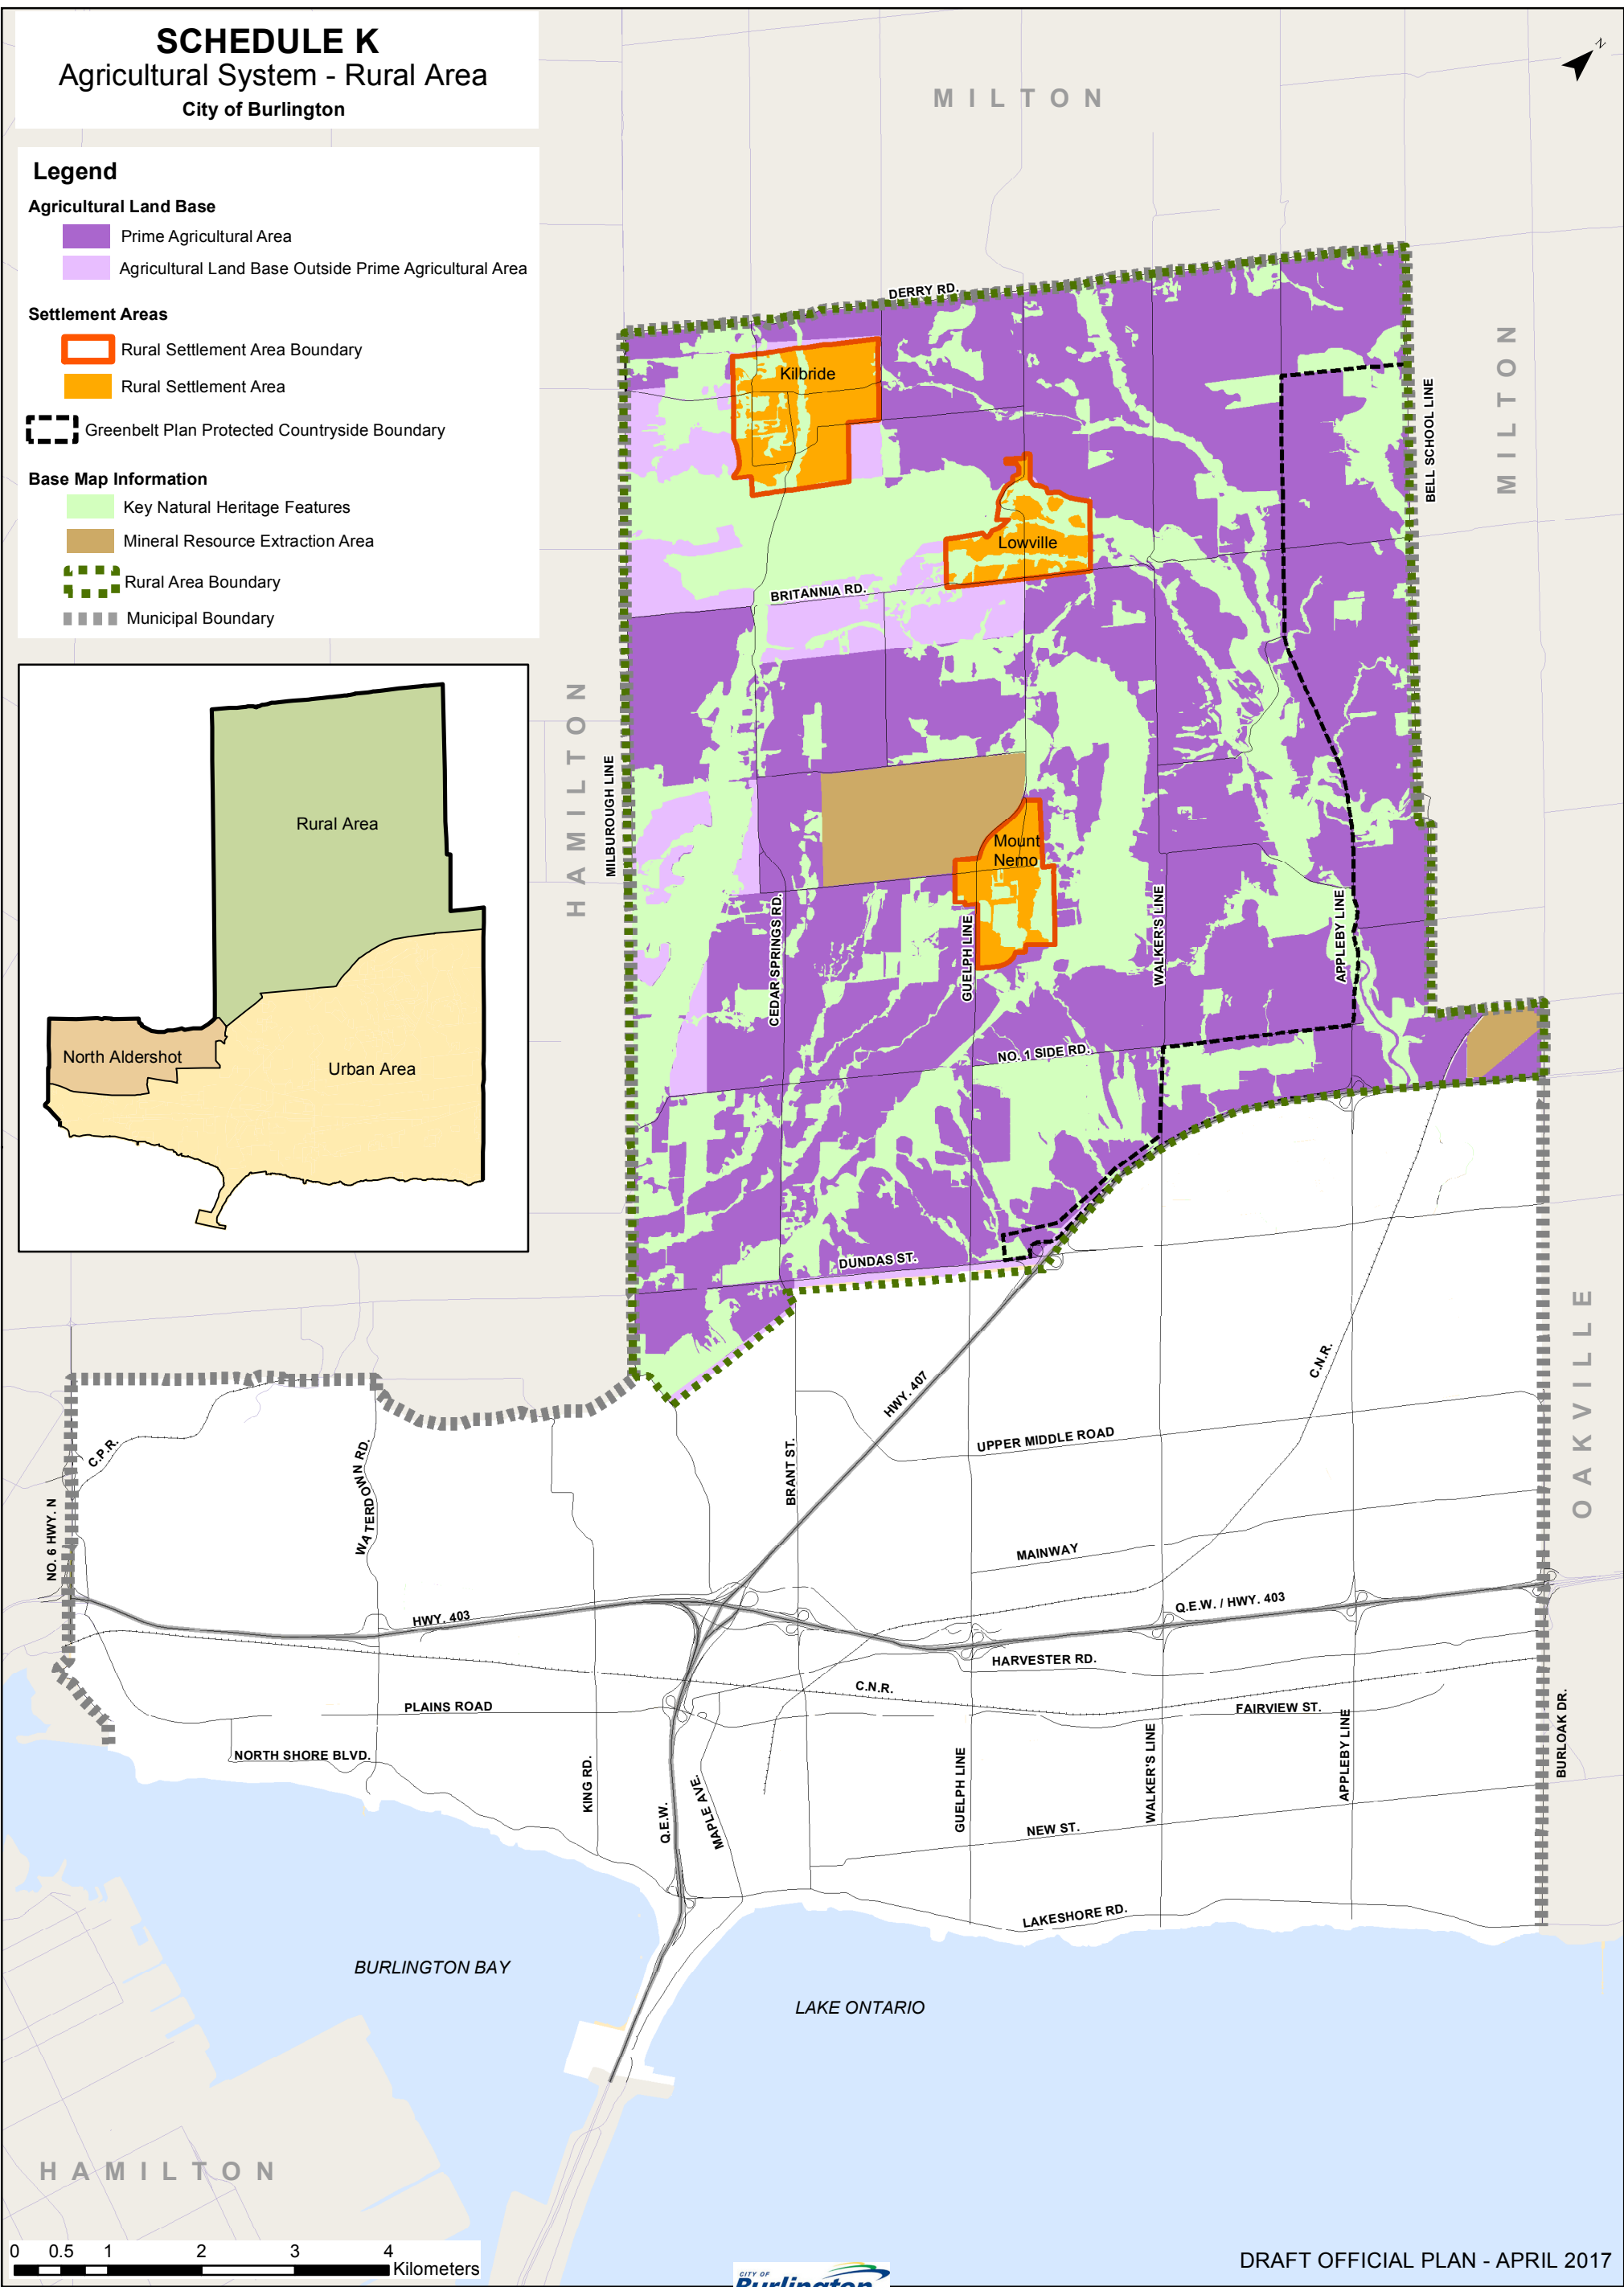 SCHEDULE K
Agricultural System - Rural Area
City of Burlington
Legend
Agricultural Land Base
Prime Agricultural Area
Agricultural Land Base Outside Prime Agricultural Area
Settlement Areas
Rural Settlement Area Boundary
Rural Settlement Area
Greenbelt Plan Protected Countryside Boundary
Base Map Information
Key Natural Heritage Features
Mineral Resource Extraction Area
Rural Area Boundary
Municipal Boundary
Rural Area
North Aldershot
Urban Area
N
MILTON
MILTON
HAMILTON
OAKVILLE
HAMILTON
DERRY RD.
Kilbride
BELL SCHOOL LINE
Lowville
BRITANNIA RD.
MILBUROUGH LINE
Mount
Nemo
CEDAR SPRINGS RD.
GUELPH LINE
WALKER'S LINE
APPLEBY LINE
NO. 1 SIDE RD.
DUNDAS ST.
HWY. 407
C.N.R.
C.P.R.
WATERDOWN RD.
BRANT ST.
UPPER MIDDLE ROAD
NO. 6 HWY. N
MAINWAY
HWY. 403
Q.E.W. / HWY. 403
HARVESTER RD.
C.N.R.
PLAINS ROAD
FAIRVIEW ST.
NORTH SHORE BLVD.
KING RD.
Q.E.W.
MAPLE AVE.
GUELPH LINE
WALKER'S LINE
APPLEBY LINE
BURLOAK DR.
NEW ST.
LAKESHORE RD.
BURLINGTON BAY
LAKE ONTARIO
0 0.5 1 2 3 4
Kilometers
CITY OF
Burlington
DRAFT OFFICIAL PLAN - APRIL 2017